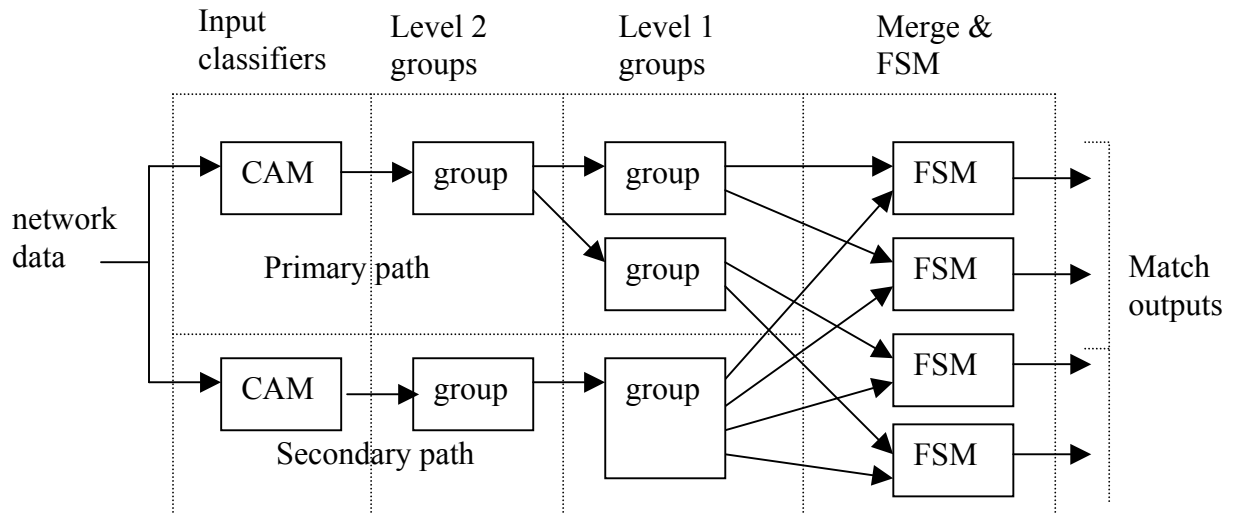 Input
classifiers
Level 2
groups
Level 1
groups
Merge &
FSM
network
data
CAM
group
group
FSM
group
FSM
Primary path
Match
outputs
CAM
group
group
FSM
FSM
Secondary path